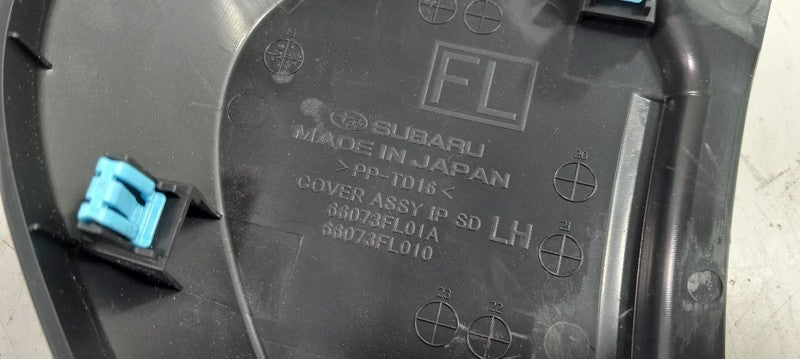 FL
SUBARU
MADE IN JAPAN
>PP-TD16<
COVER ASSY IP SD LH
66073FL01A
66073FL010
20
21
22
23